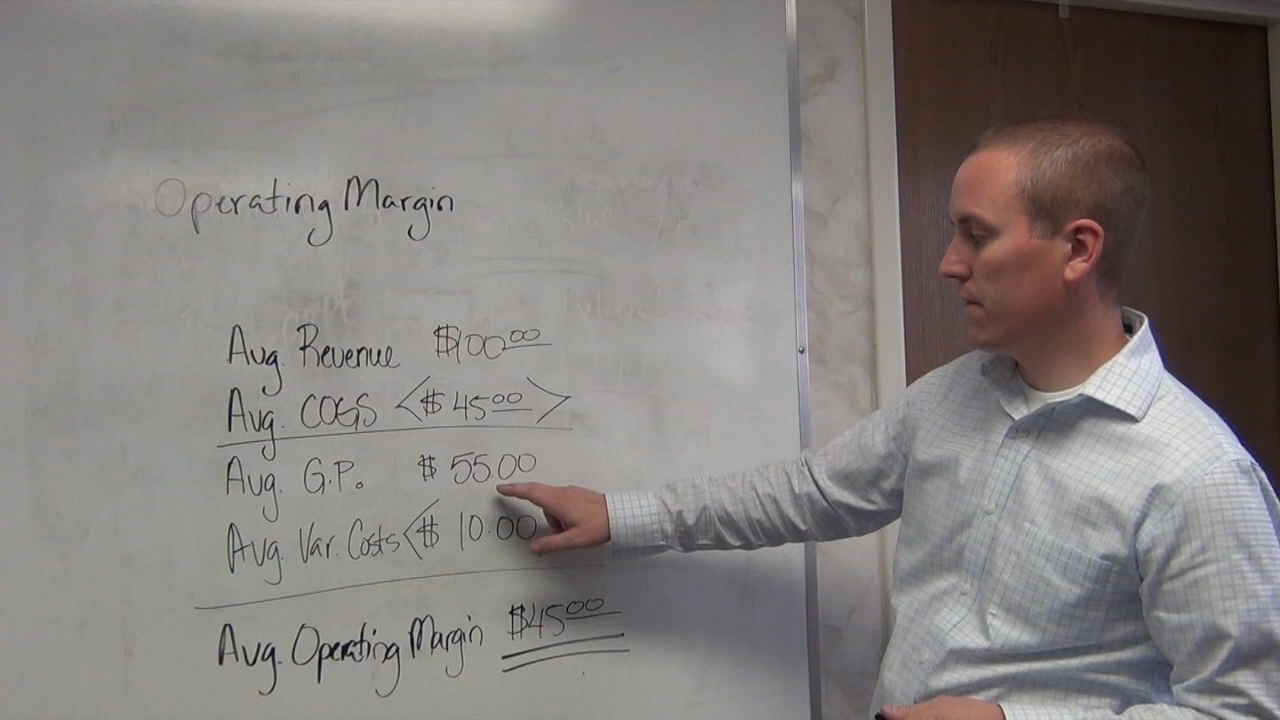 Operating Margin
Avg. Revenue $100.00
Avg. COGS <$45.00>
Avg. G.P. $ 55.00
Avg. Var. Costs <$ 10.00
Avg. Operating Margin $45.00